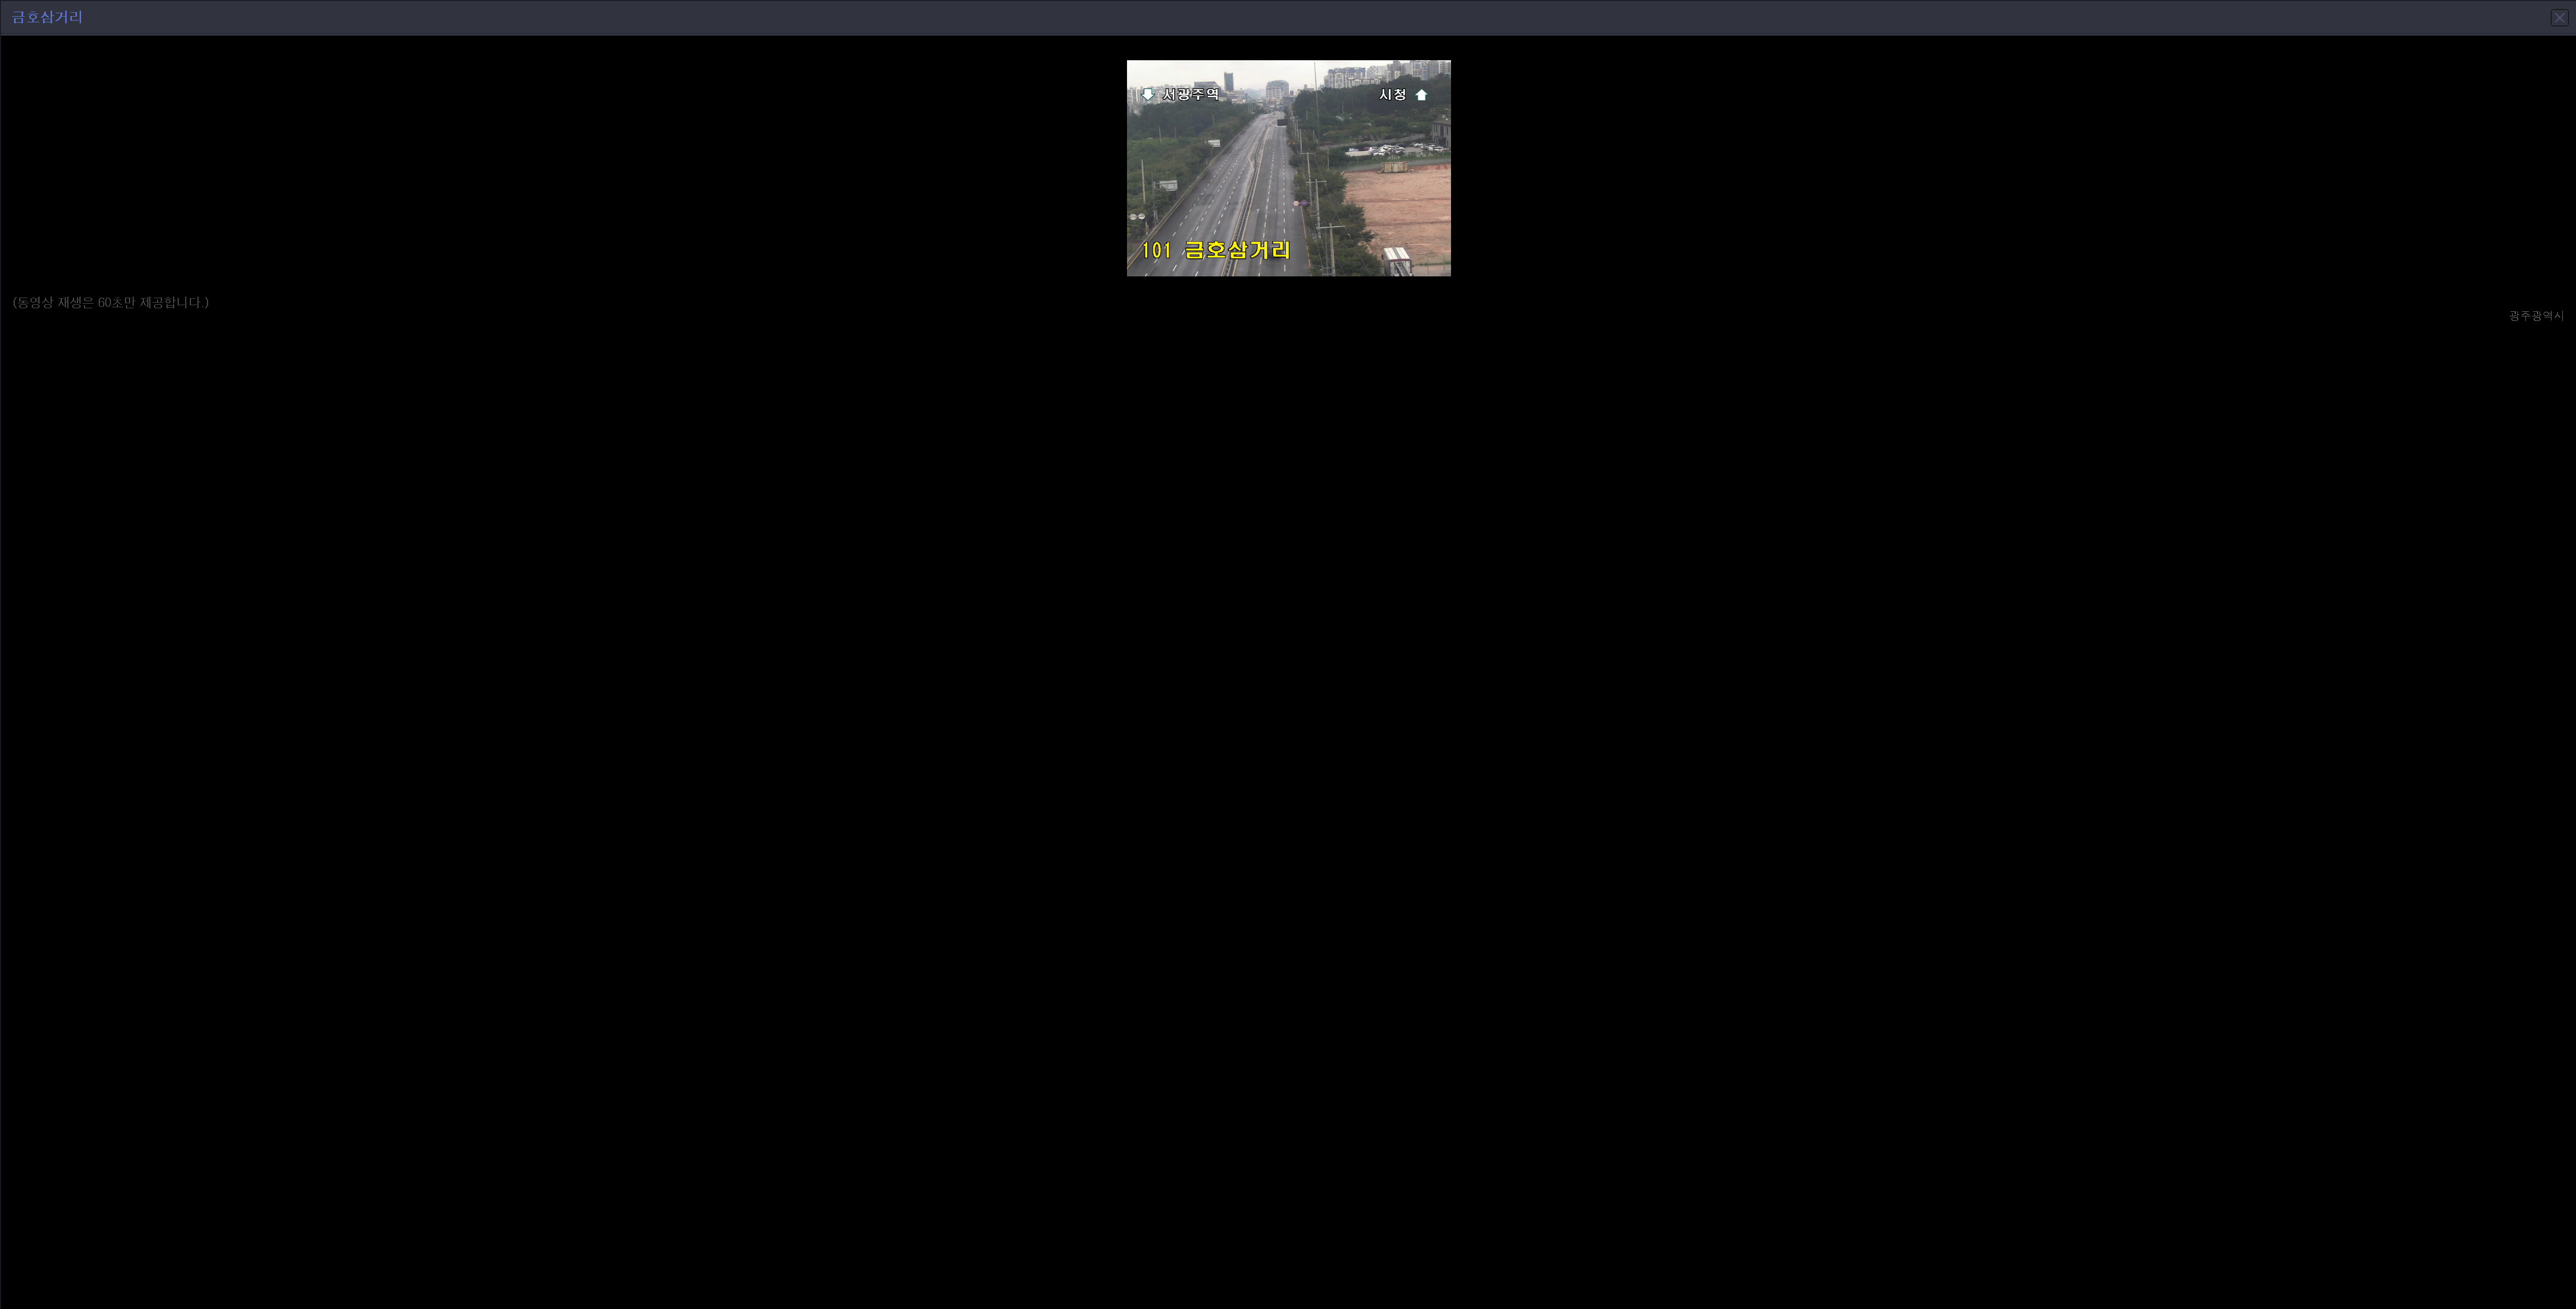 금호삼거리
서광주역
시청
101 금호삼거리
(동영상 재생은 60초만 제공합니다.)
광주광역시